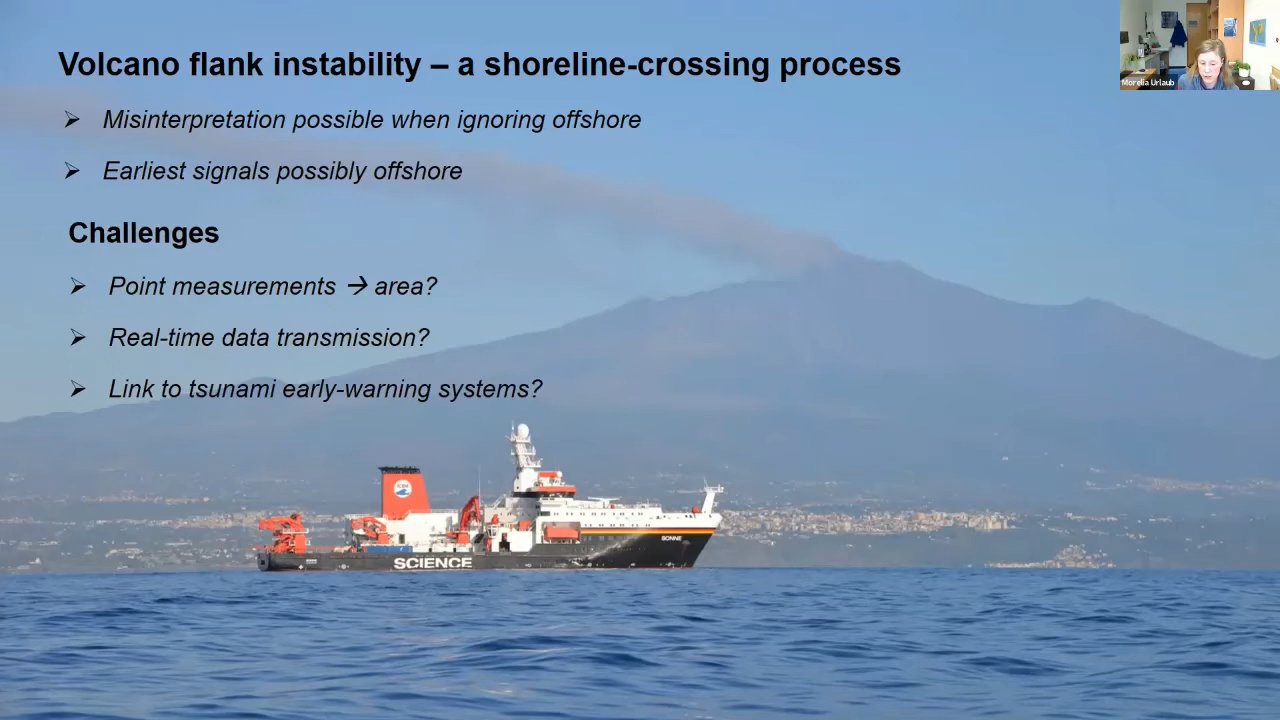 Volcano flank instability – a shoreline-crossing process
➢ Misinterpretation possible when ignoring offshore
➢ Earliest signals possibly offshore
Challenges
➢ Point measurements → area?
➢ Real-time data transmission?
➢ Link to tsunami early-warning systems?
Morelia Urlaub
SONNE
SCIENCE